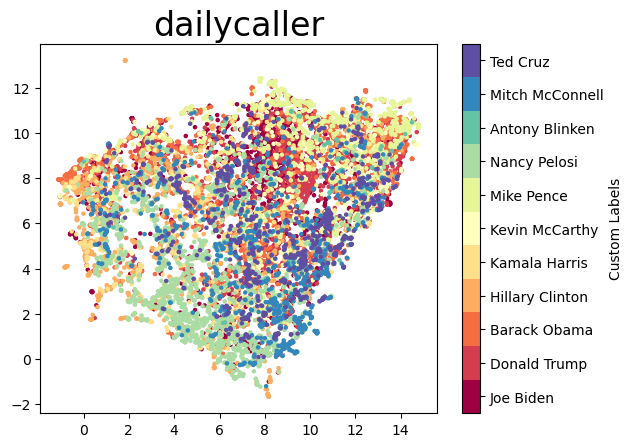 dailycaller
12
10
8
6
4
2
0
−2
0
2
4
6
8
10
12
14
Ted Cruz
Mitch McConnell
Antony Blinken
Nancy Pelosi
Mike Pence
Kevin McCarthy
Kamala Harris
Hillary Clinton
Barack Obama
Donald Trump
Joe Biden
Custom Labels